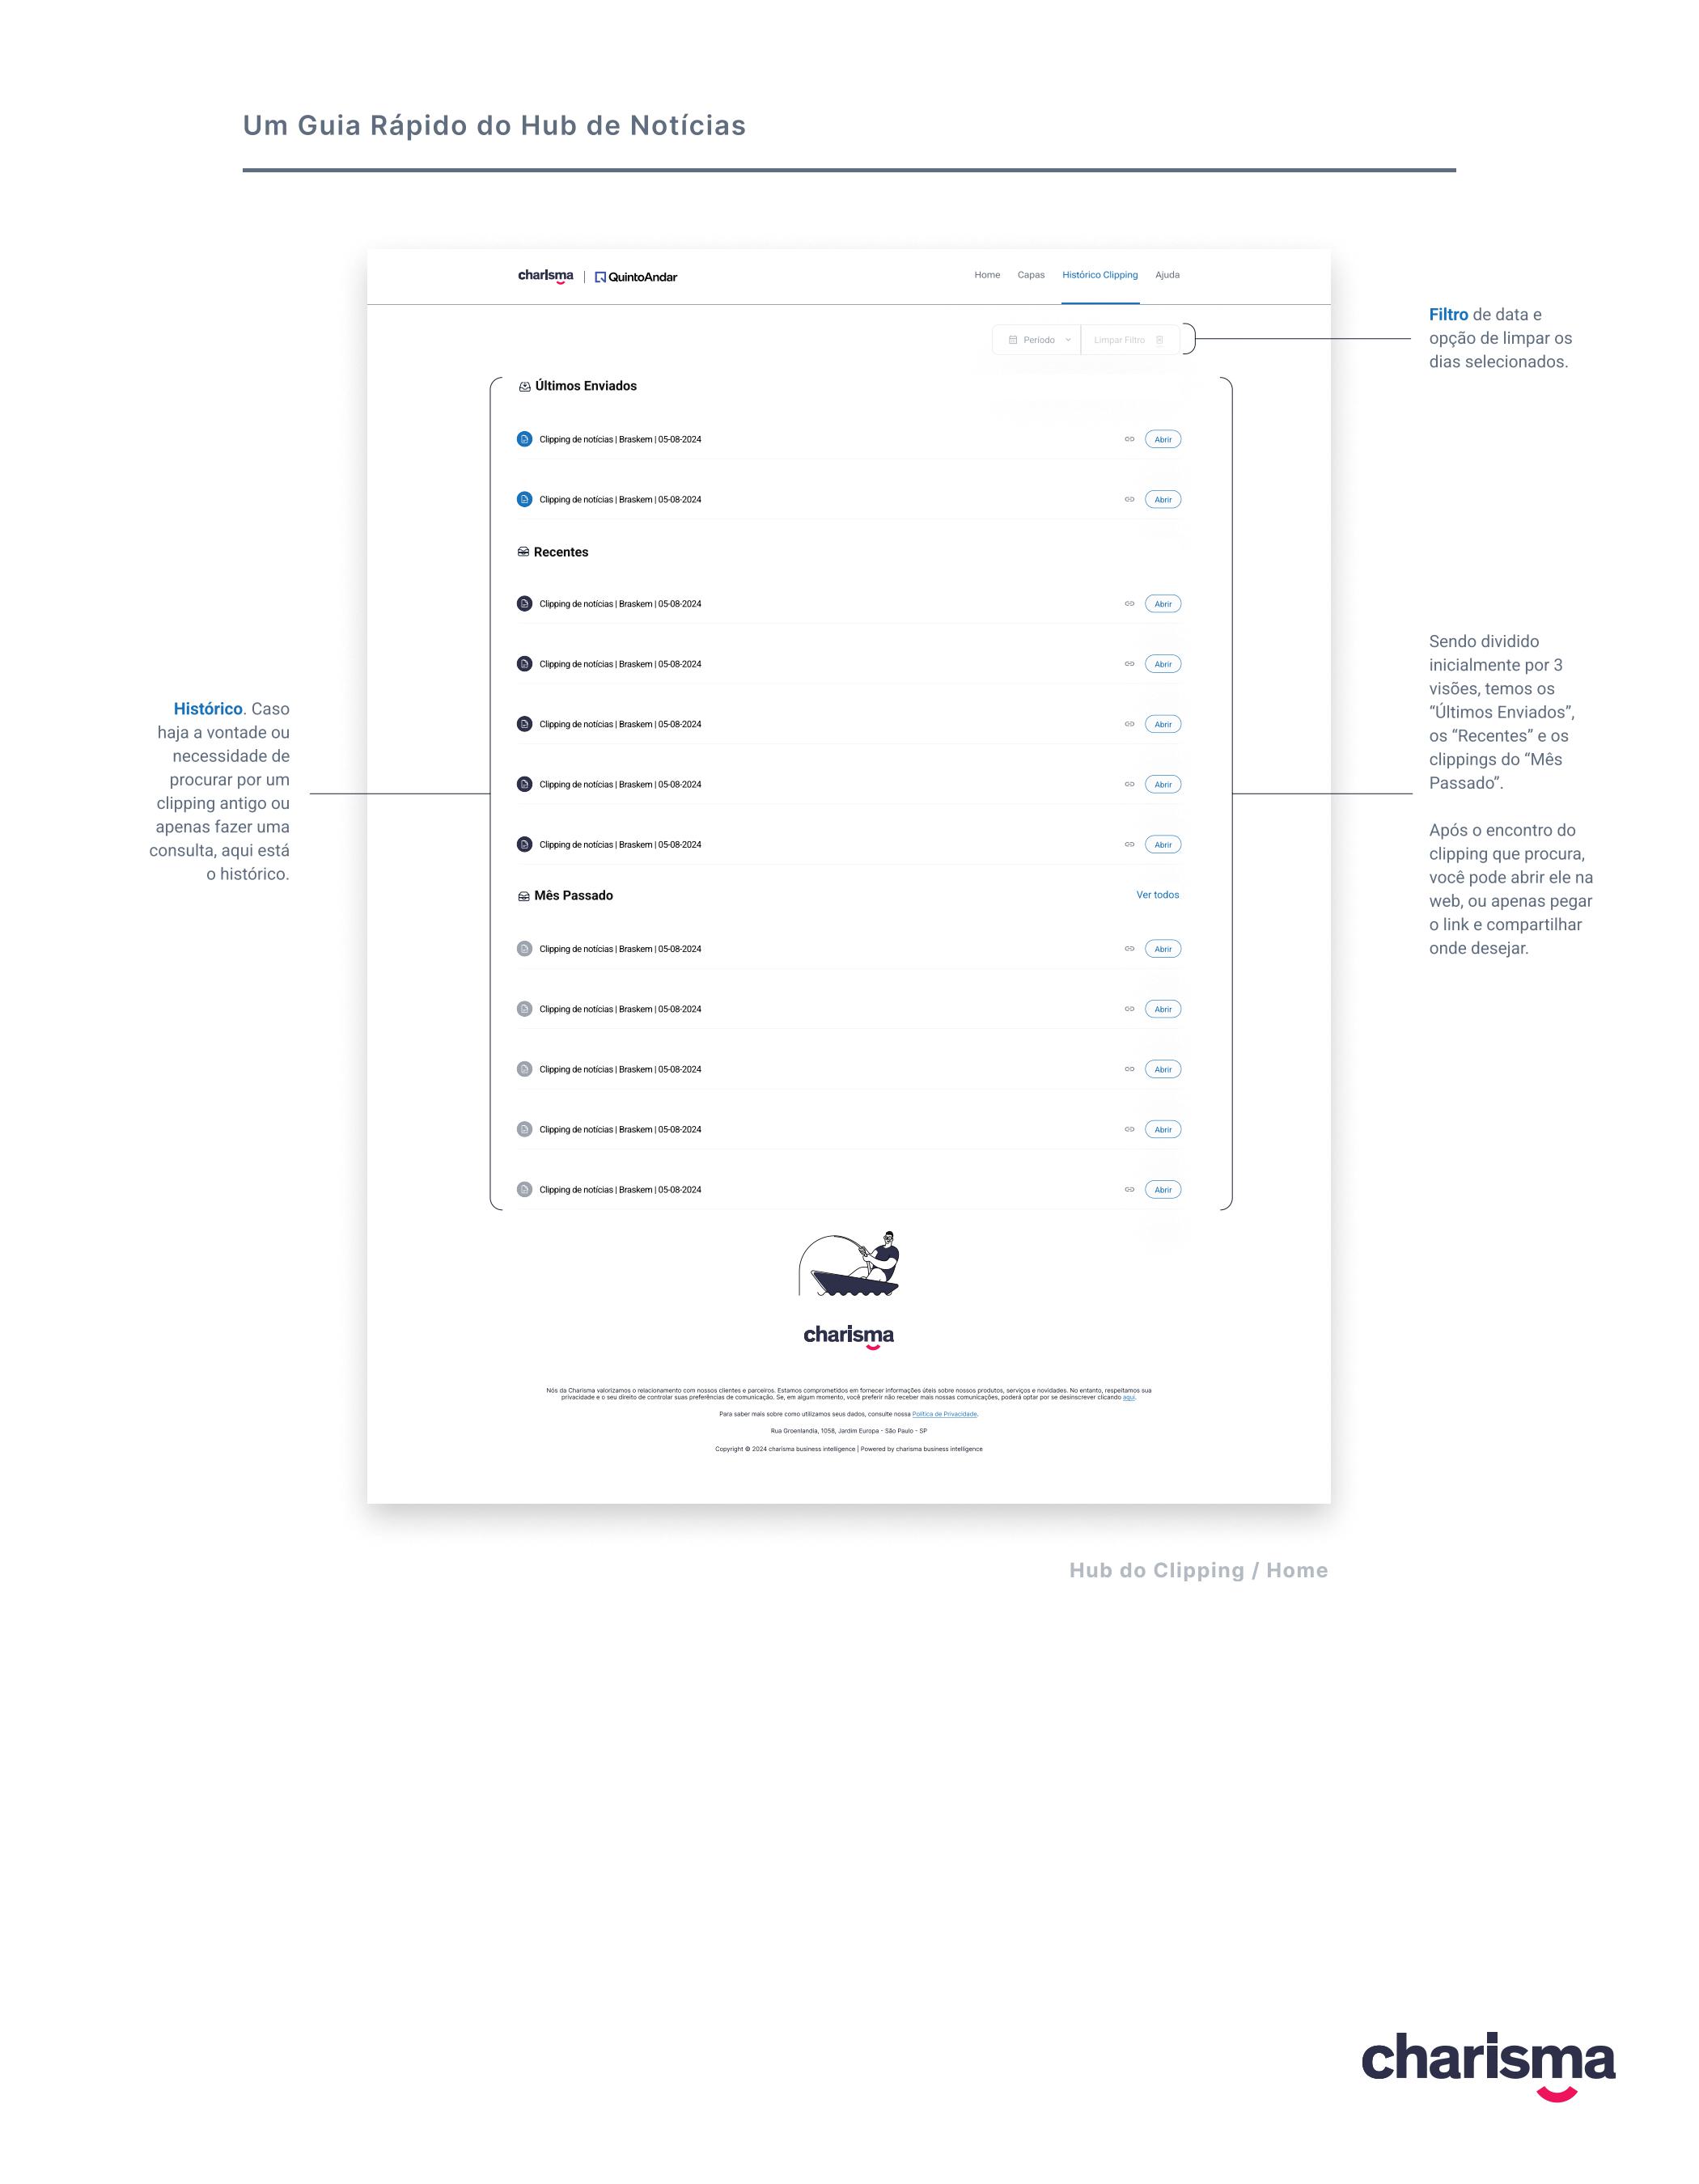 Um Guia Rápido do Hub de Notícias
charisma | QuintoAndar
Home Capas Histórico Clipping Ajuda
Período Limpar Filtro
Filtro de data e
opção de limpar os
dias selecionados.
Últimos Enviados
Clipping de notícias | Braskem | 05-08-2024 Abrir
Clipping de notícias | Braskem | 05-08-2024 Abrir
Recentes
Clipping de notícias | Braskem | 05-08-2024 Abrir
Clipping de notícias | Braskem | 05-08-2024 Abrir
Clipping de notícias | Braskem | 05-08-2024 Abrir
Clipping de notícias | Braskem | 05-08-2024 Abrir
Clipping de notícias | Braskem | 05-08-2024 Abrir
Mês Passado Ver todos
Clipping de notícias | Braskem | 05-08-2024 Abrir
Clipping de notícias | Braskem | 05-08-2024 Abrir
Clipping de notícias | Braskem | 05-08-2024 Abrir
Clipping de notícias | Braskem | 05-08-2024 Abrir
Clipping de notícias | Braskem | 05-08-2024 Abrir
Histórico. Caso
haja a vontade ou
necessidade de
procurar por um
clipping antigo ou
apenas fazer uma
consulta, aqui está
o histórico.
Sendo dividido
inicialmente por 3
visões, temos os
“Últimos Enviados”,
os “Recentes” e os
clippings do “Mês
Passado”.
Após o encontro do
clipping que procura,
você pode abrir ele na
web, ou apenas pegar
o link e compartilhar
onde desejar.
charisma
Nós da Charisma valorizamos o relacionamento com nossos clientes e parceiros. Estamos comprometidos em fornecer informações úteis sobre nossos produtos, serviços e novidades. No entanto, respeitamos sua
privacidade e o seu direito de controlar suas preferências de comunicação. Se, em algum momento, você preferir não receber mais nossas comunicações, poderá optar por se desinscrever clicando aqui.
Para saber mais sobre como utilizamos seus dados, consulte nossa Política de Privacidade.
Rua Groenlandia, 1058, Jardim Europa - São Paulo - SP
Copyright © 2024 charisma business intelligence | Powered by charisma business intelligence
Hub do Clipping / Home
charisma